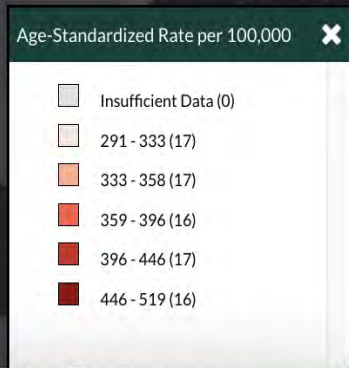 Age-Standardized Rate per 100,000
Insufficient Data (0)
291 - 333 (17)
333 - 358 (17)
359 - 396 (16)
396 - 446 (17)
446 - 519 (16)